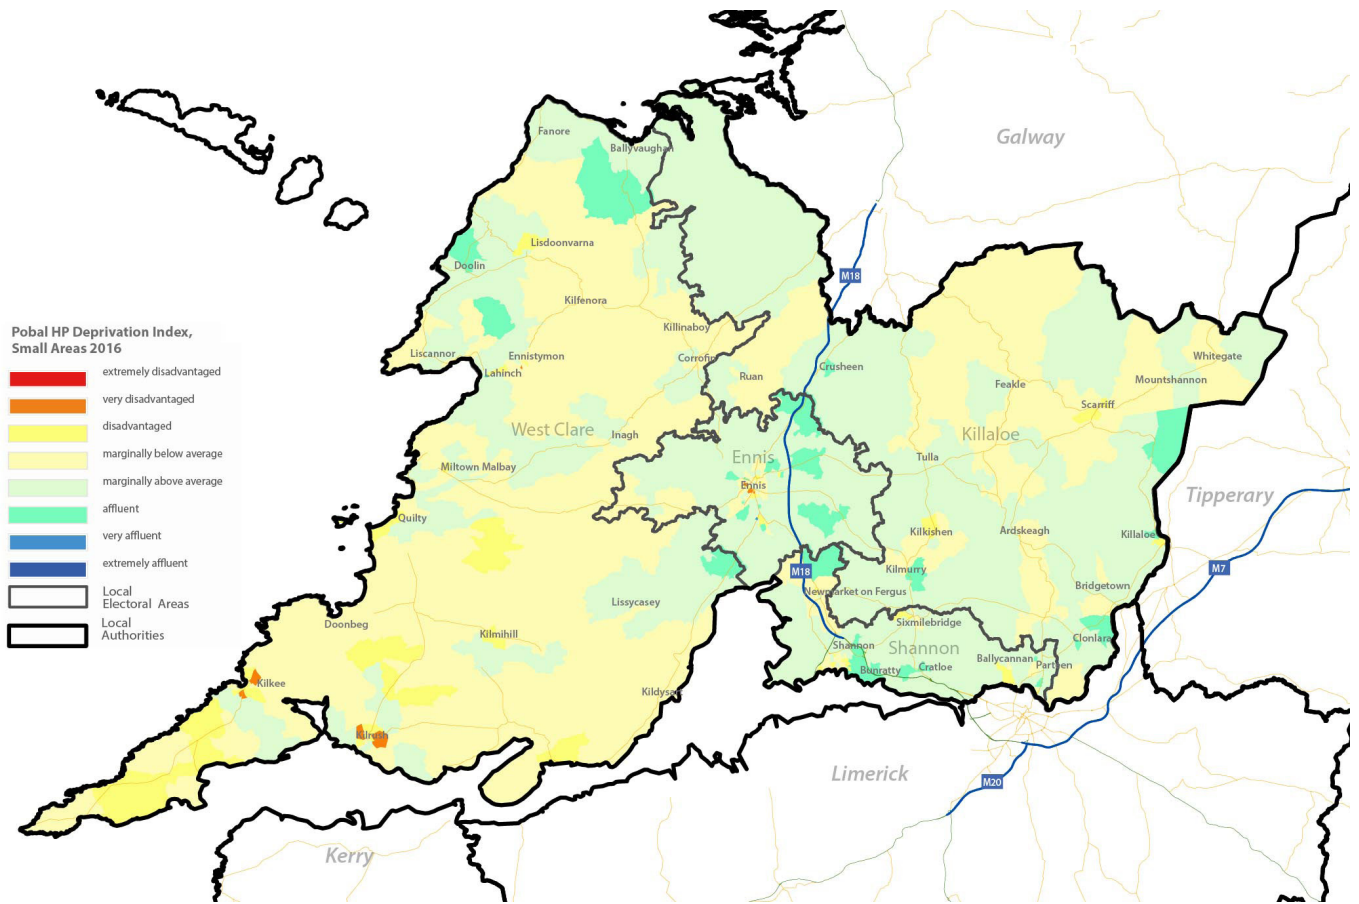 Pobal HP Deprivation Index,
Small Areas 2016
extremely disadvantaged
very disadvantaged
disadvantaged
marginally below average
marginally above average
affluent
very affluent
extremely affluent
Local
Electoral Areas
Local
Authorities
Galway
Fanore
Ballyvaughan
Lisdoonvarna
Doolin
M18
Kilfenora
Killinaboy
Liscannor
Ennistymon
Corrofin
Lahinch
Ruan
Crusheen
Whitegate
Mountshannon
Feakle
Scarriff
West Clare
Inagh
Killaloe
Ennis
Tulla
Miltown Malbay
Ennis
Tipperary
Quilty
Kilkishen
Ardskeagh
Killaloe
M18
Kilmurry
M7
Newmarket on Fergus
Bridgetown
Lissycasey
Doonbeg
Kilmihill
Sixmilebridge
Clonlara
Shannon
Shannon
Ballycannan
Parteen
Bunratty
Cratloe
Kilkee
Kildysart
Kilrush
Limerick
M20
Kerry